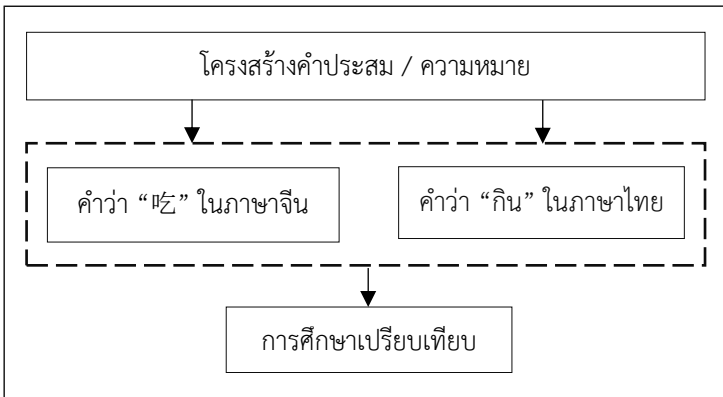 โครงสร้างคำประสม / ความหมาย
คำว่า “吃” ในภาษาจีน
คำว่า “กิน” ในภาษาไทย
การศึกษาเปรียบเทียบ